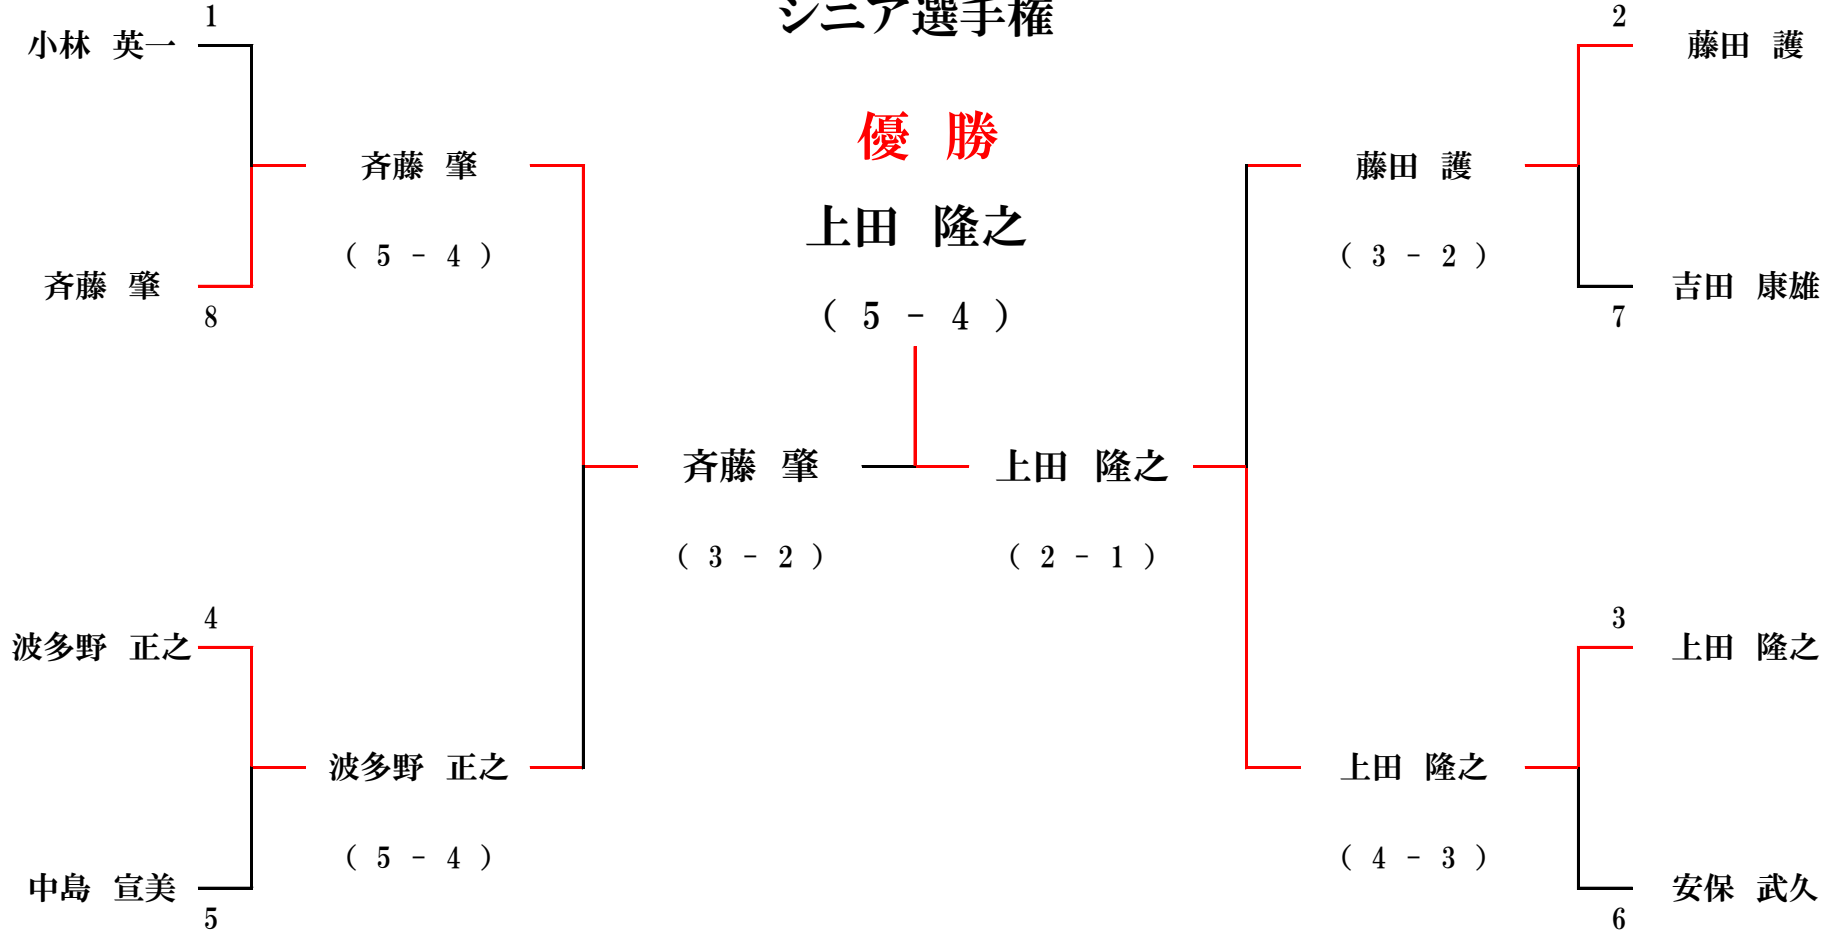 シニア選手権
優 勝
上田 隆之
( 5 - 4 )
1
小林 英一
斉藤 肇
8
斉藤 肇
( 5 - 4 )
4
波多野 正之
中島 宣美
5
波多野 正之
( 5 - 4 )
斉藤 肇
( 3 - 2 )
上田 隆之
( 2 - 1 )
藤田 護
( 3 - 2 )
2
藤田 護
吉田 康雄
7
上田 隆之
( 4 - 3 )
3
上田 隆之
安保 武久
6